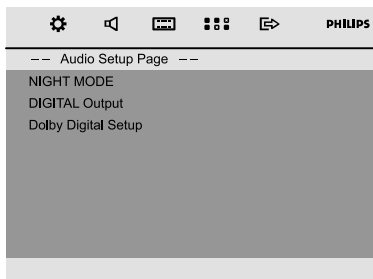 PHILIPS
-- Audio Setup Page --
NIGHT MODE
DIGITAL Output
Dolby Digital Setup